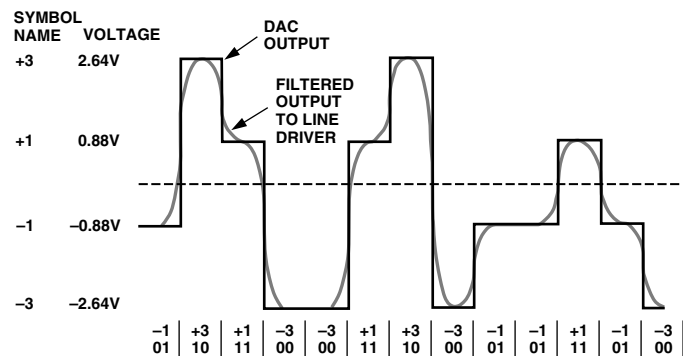 SYMBOL
NAME VOLTAGE
DAC
OUTPUT
+3 2.64V
FILTERED
OUTPUT
TO LINE
DRIVER
+1 0.88V
–1 –0.88V
–3 –2.64V
–1 +3 +1 –3 –3 +1 +3 –3 –1 –1 +1 –1 –3
01 10 11 00 00 11 10 00 01 01 11 01 00